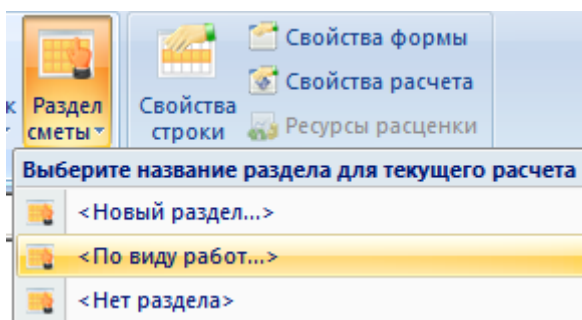 к
Раздел
сметы
Свойства
строки
Свойства формы
Свойства расчета
Ресурсы расценки
Выберите название раздела для текущего расчета
<Новый раздел...>
<По виду работ...>
<Нет раздела>